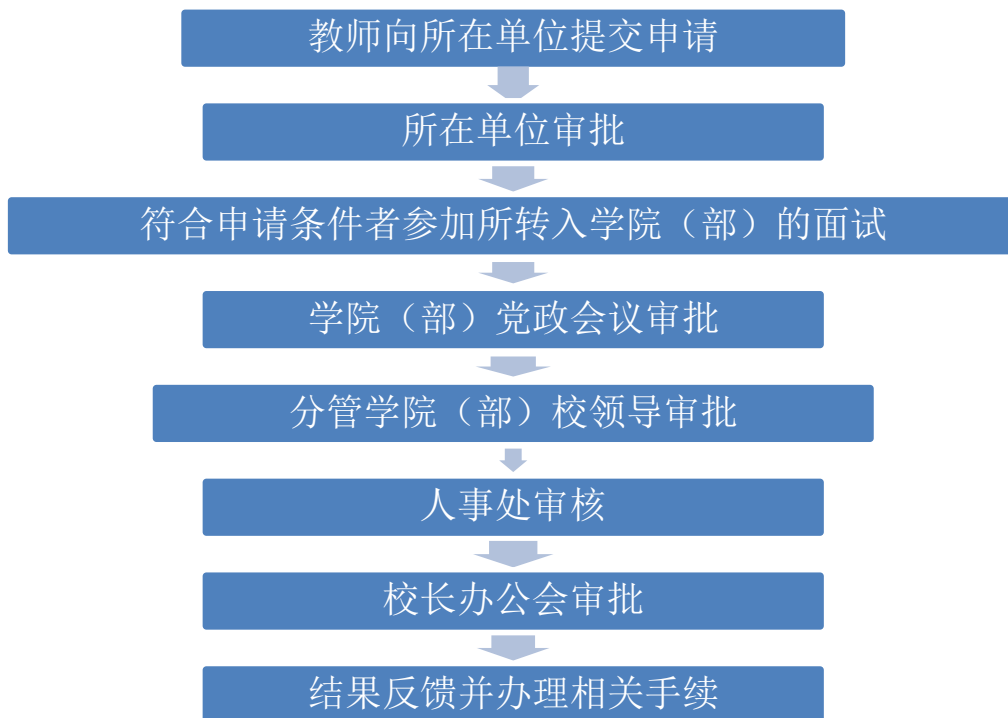 教师向所在单位提交申请
所在单位审批
符合申请条件者参加所转入学院（部）的面试
学院（部）党政会议审批
分管学院（部）校领导审批
人事处审核
校长办公会审批
结果反馈并办理相关手续